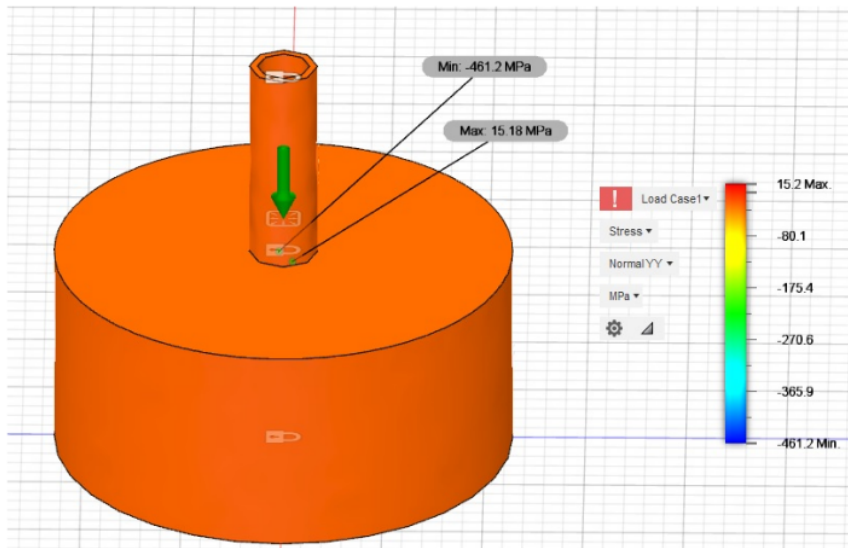 Min: -461.2 MPa
Max: 15.18 MPa
! Load Case1
Stress
Normal YY
MPa
15.2 Max.
-80.1
-175.4
-270.6
-365.9
-461.2 Min.